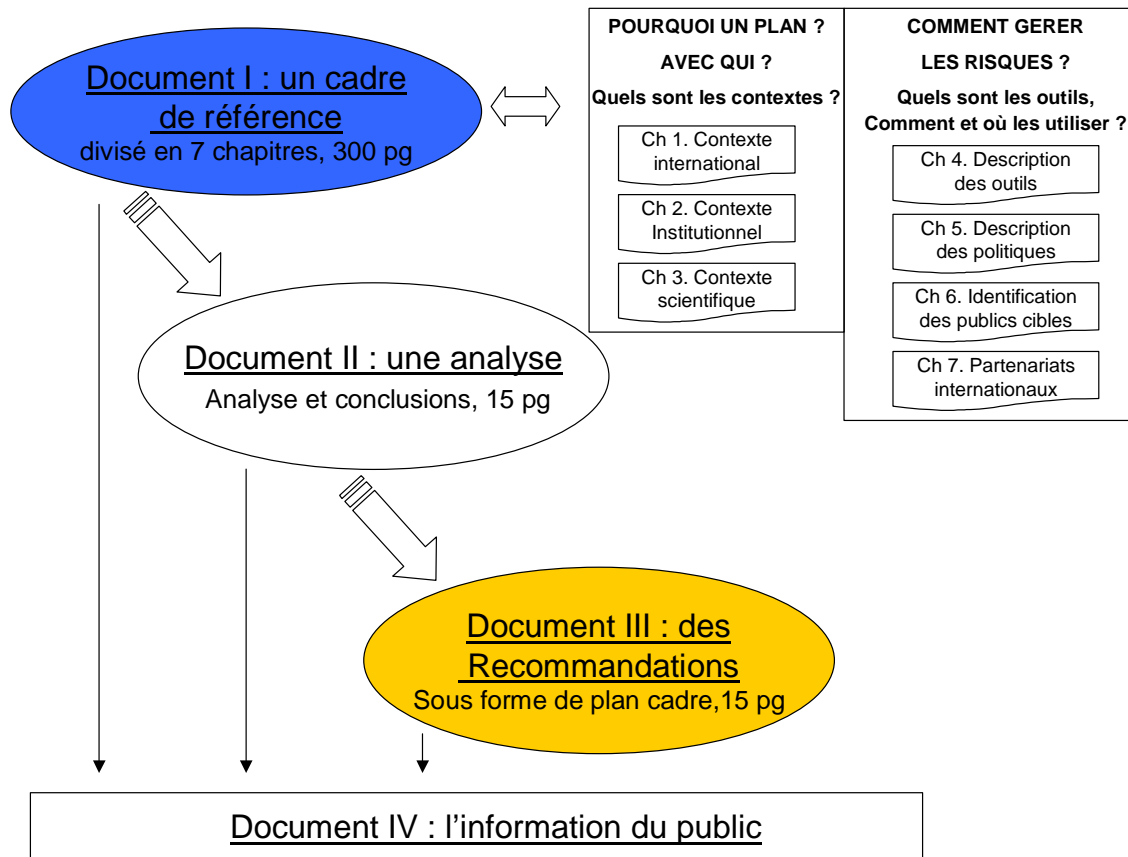 Document I : un cadre
de référence
divisé en 7 chapitres, 300 pg
POURQUOI UN PLAN ?
AVEC QUI ?
Quels sont les contextes ?
Ch 1. Contexte
international
Ch 2. Contexte
Institutionnel
Ch 3. Contexte
scientifique
COMMENT GERER
LES RISQUES ?
Quels sont les outils,
Comment et où les utiliser ?
Ch 4. Description
des outils
Ch 5. Description
des politiques
Ch 6. Identification
des publics cibles
Ch 7. Partenariats
internationaux
Document II : une analyse
Analyse et conclusions, 15 pg
Document III : des
Recommandations
Sous forme de plan cadre,15 pg
Document IV : l’information du public